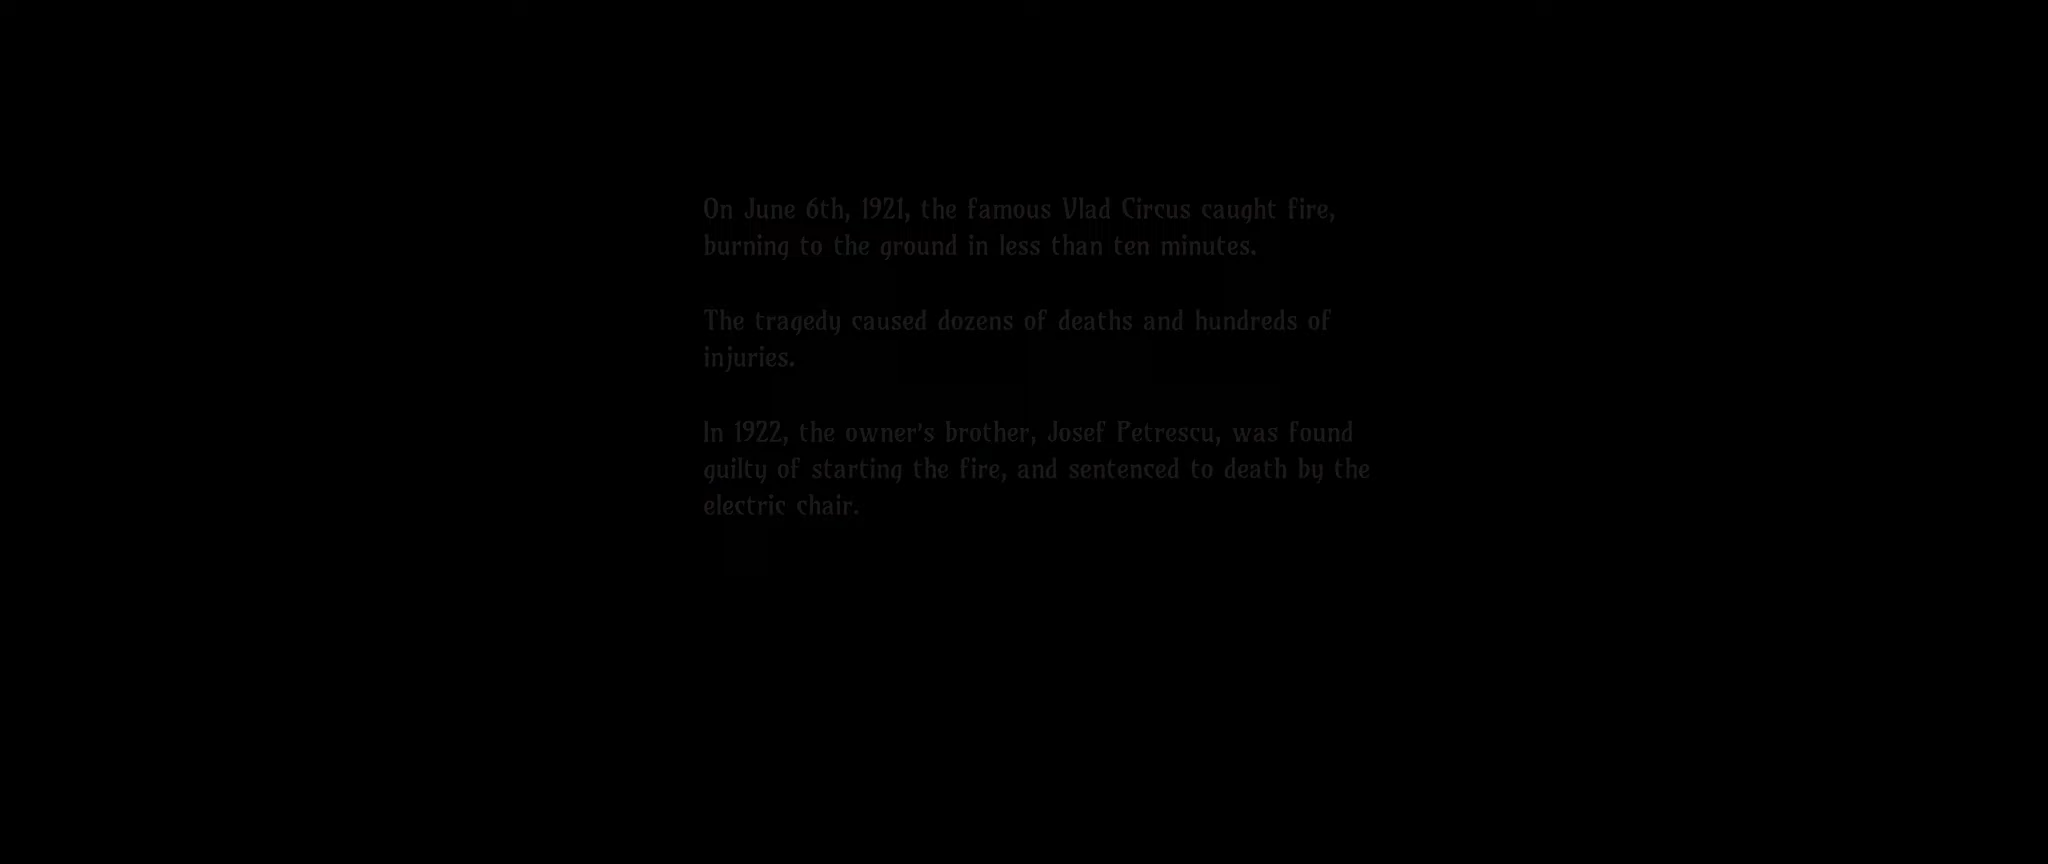 On June 6th, 1921, the famous Vlad Circus caught fire,
burning to the ground in less than ten minutes.
The tragedy caused dozens of deaths and hundreds of
injuries.
In 1922, the owner's brother, Josef Petrescu, was found
guilty of starting the fire, and sentenced to death by the
electric chair.